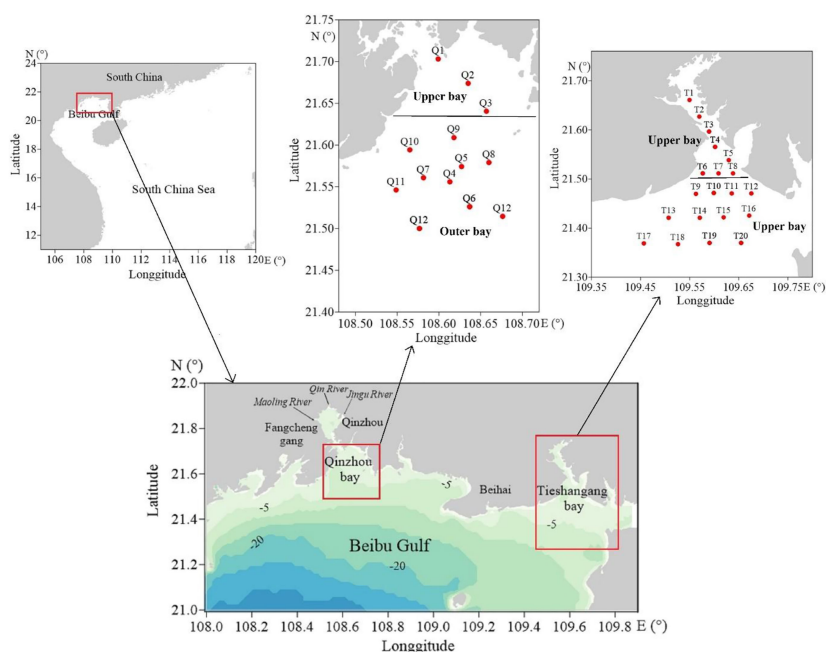 N (°)
24
22
20
18
16
14
12
Latitude
South China
Beibu Gulf
South China Sea
106 108 110 112 114 116 118 120 E (°)
Longgitude
21.75
N (°)
21.70
21.65
21.60
21.55
21.50
21.45
21.40
Latitude
Q1
Q2
Upper bay
Q3
Q9
Q10
Q5
Q8
Q7
Q4
Q11
Q6
Q12
Q12
Outer bay
108.50 108.55 108.60 108.65 108.70 E (°)
Longgitude
N (°)
21.70
21.60
21.50
21.40
21.30
Latitude
T1
T2
T3
Upper bay
T4
T5
T6 T7 T8
T9 T10 T11 T12
T13 T14 T15 T16
Upper bay
T17 T18 T19 T20
109.35 109.45 109.55 109.65 109.75 E (°)
Longgitude
N (°)
22.0
21.8
21.6
21.4
21.2
21.0
Latitude
Qin River
Maoling River
Jingu River
Fangcheng
gang
Qinzhou
Qinzhou
bay
-5
Beihai
Tieshangang
bay
-5
-5
-20
Beibu Gulf
-20
108.0 108.2 108.4 108.6 108.8 109.0 109.2 109.4 109.6 109.8 E (°)
Longgitude